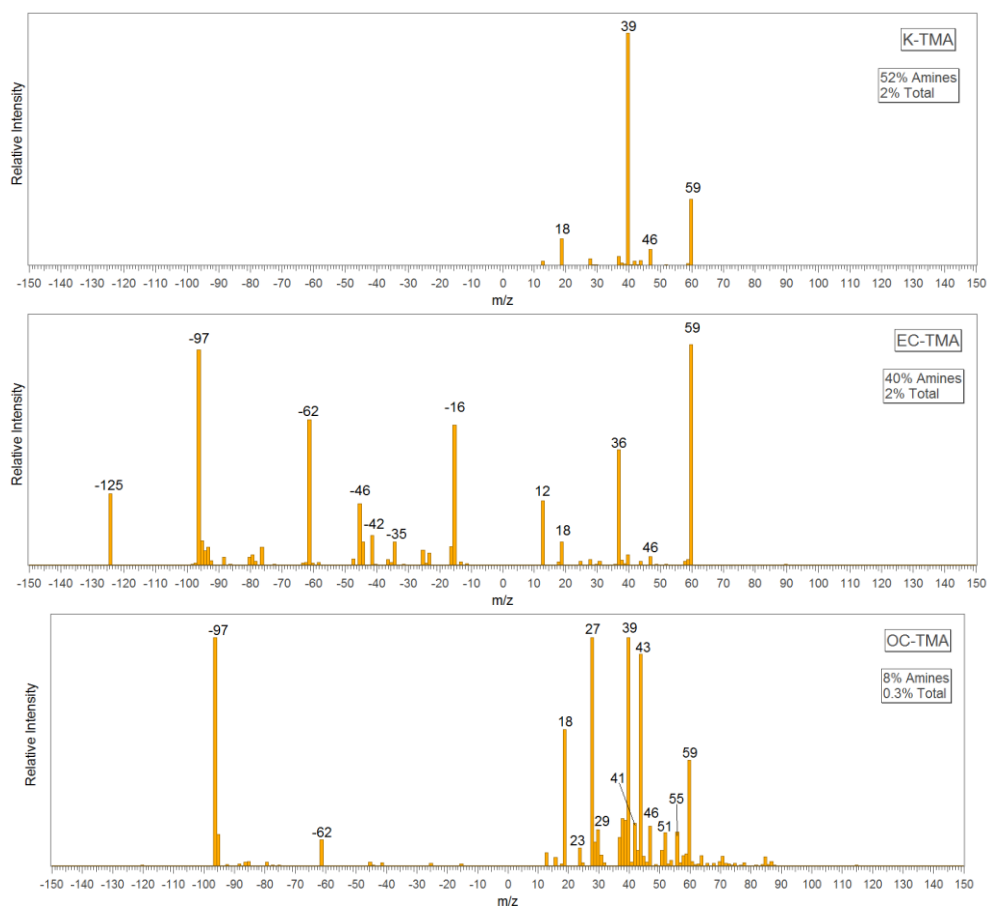 39
K-TMA
52% Amines
2% Total
59
18
46
Relative Intensity
-150 -140 -130 -120 -110 -100 -90 -80 -70 -60 -50 -40 -30 -20 -10 0 10 20 30 40 50 60 70 80 90 100 110 120 130 140 150
m/z
59
-97
EC-TMA
40% Amines
2% Total
-62
-16
36
-125
-46
12
-42
-35
18
46
Relative Intensity
-150 -140 -130 -120 -110 -100 -90 -80 -70 -60 -50 -40 -30 -20 -10 0 10 20 30 40 50 60 70 80 90 100 110 120 130 140 150
m/z
-97
27
39
OC-TMA
43
8% Amines
0.3% Total
18
59
41
55
29
46
51
-62
23
Relative Intensity
-150 -140 -130 -120 -110 -100 -90 -80 -70 -60 -50 -40 -30 -20 -10 0 10 20 30 40 50 60 70 80 90 100 110 120 130 140 150
m/z